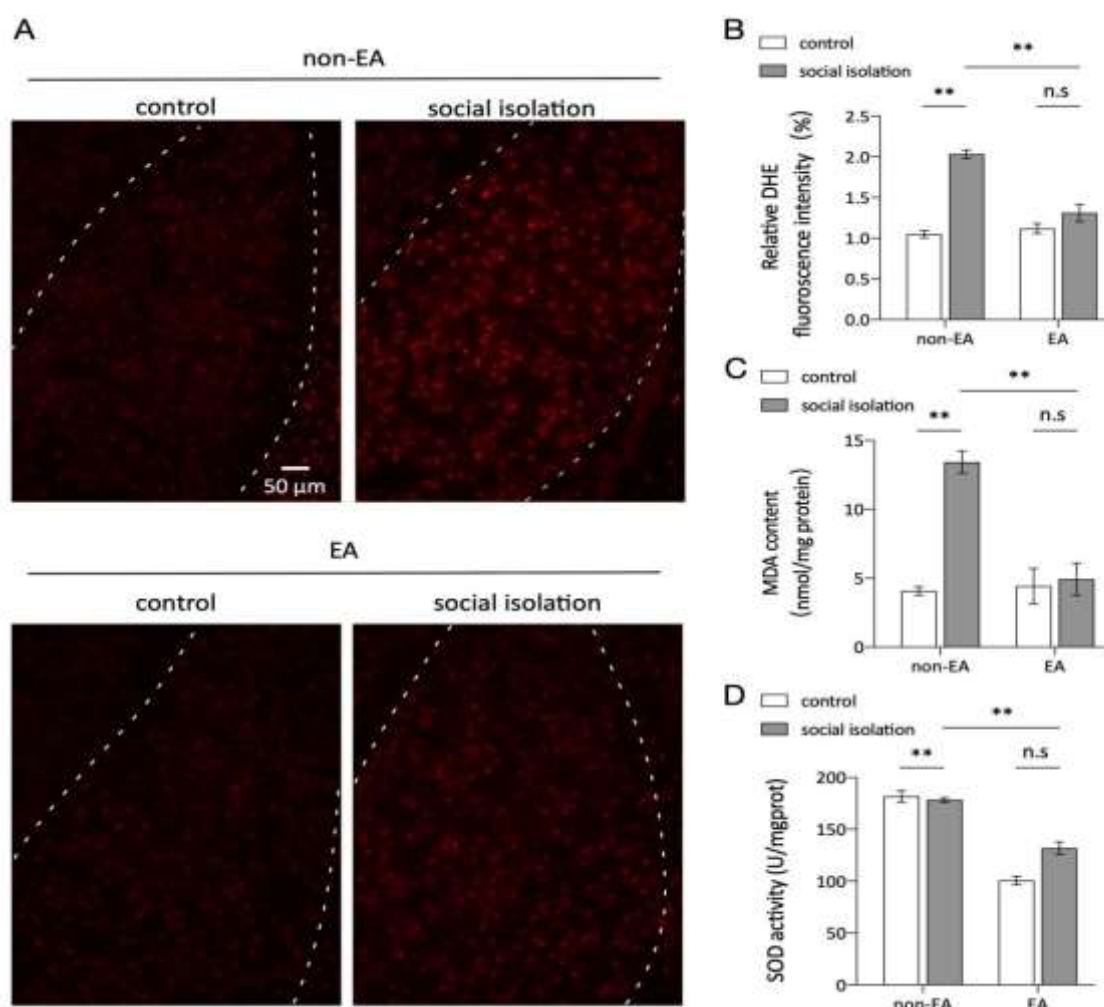 A
non-EA
control social isolation
50 μm
EA
control social isolation
B
control
social isolation
**
** n.s
Relative DHE
fluoroscence intensity (%)
2.5
2.0
1.5
1.0
0.5
0.0
non-EA EA
C
control
social isolation
**
** n.s
MDA content
(nmol/mg protein)
15
10
5
0
non-EA EA
D
control
social isolation
**
** n.s
SOD activity (U/mgprot)
200
150
100
50
0
non-EA EA